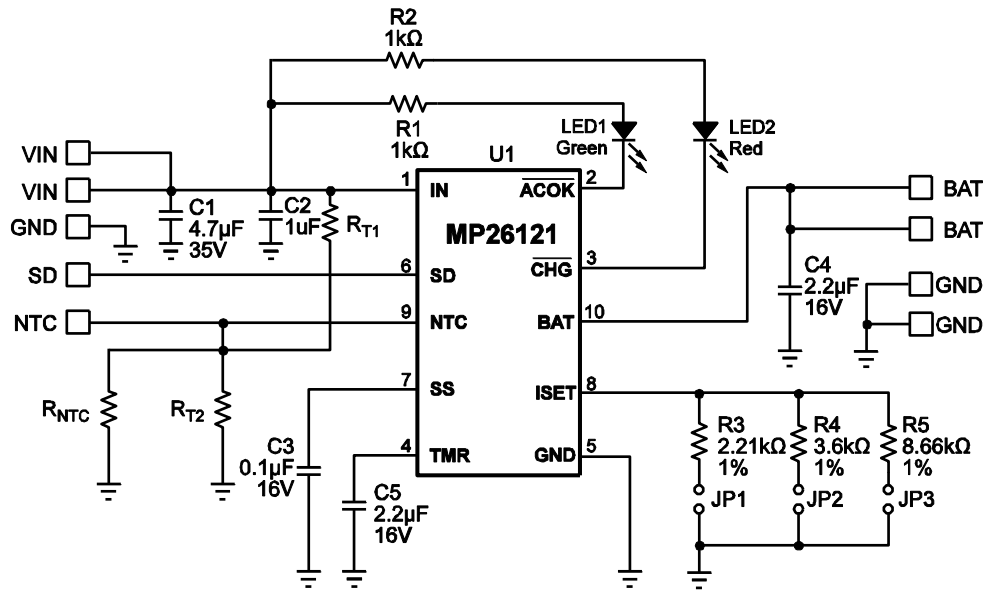 R2
1kΩ
R1
1kΩ
LED1
Green
LED2
Red
U1
VIN
VIN
GND
SD
NTC
1
IN
ACOK
2
MP26121
C1
4.7µF
35V
C2
1uF
RT1
6
SD
CHG
3
9
NTC
BAT
10
7
SS
ISET
8
4
TMR
GND
5
RNTC
RT2
C3
0.1µF
16V
C5
2.2µF
16V
BAT
BAT
GND
GND
C4
2.2µF
16V
R3
2.21kΩ
1%
JP1
R4
3.6kΩ
1%
JP2
R5
8.66kΩ
1%
JP3